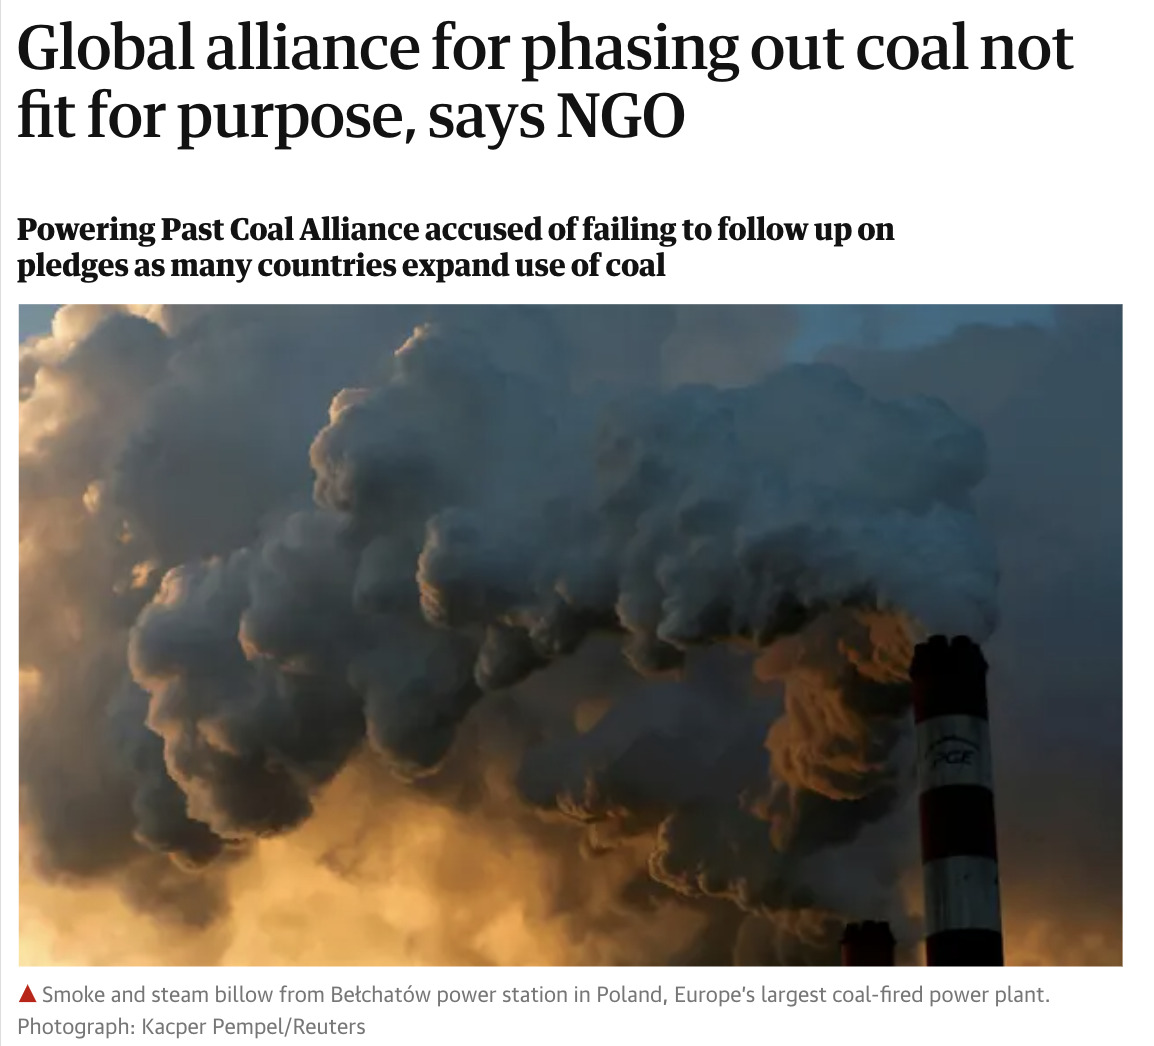 Global alliance for phasing out coal not
fit for purpose, says NGO
Powering Past Coal Alliance accused of failing to follow up on
pledges as many countries expand use of coal
PGE
Smoke and steam billow from Bełchatów power station in Poland, Europe's largest coal-fired power plant.
Photograph: Kacper Pempel/Reuters